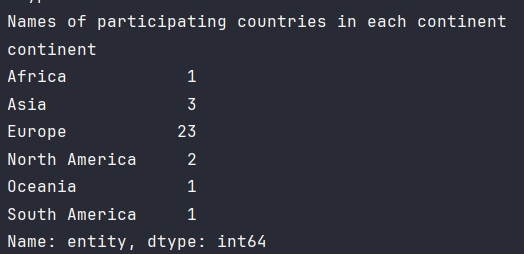 Names of participating countries in each continent
continent
Africa 1
Asia 3
Europe 23
North America 2
Oceania 1
South America 1
Name: entity, dtype: int64